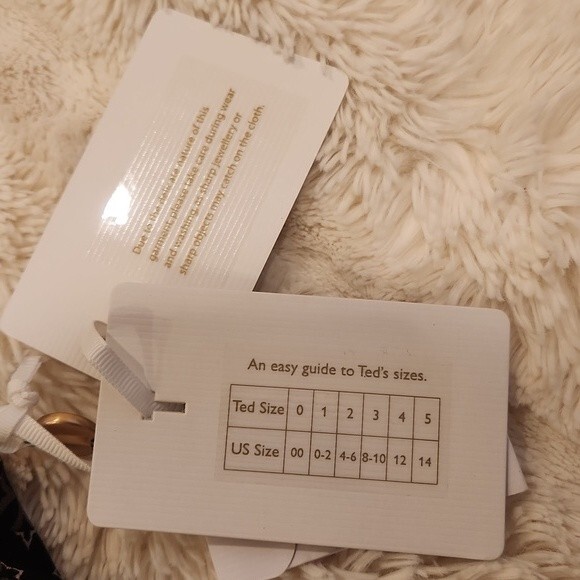 Due to the delicate nature of this
garment please take care during wear
and washing as sharp jewellery or
sharp objects may catch on the cloth.
An easy guide to Ted's sizes.
Ted Size 0 1 2 3 4 5
US Size 00 0-2 4-6 8-10 12 14